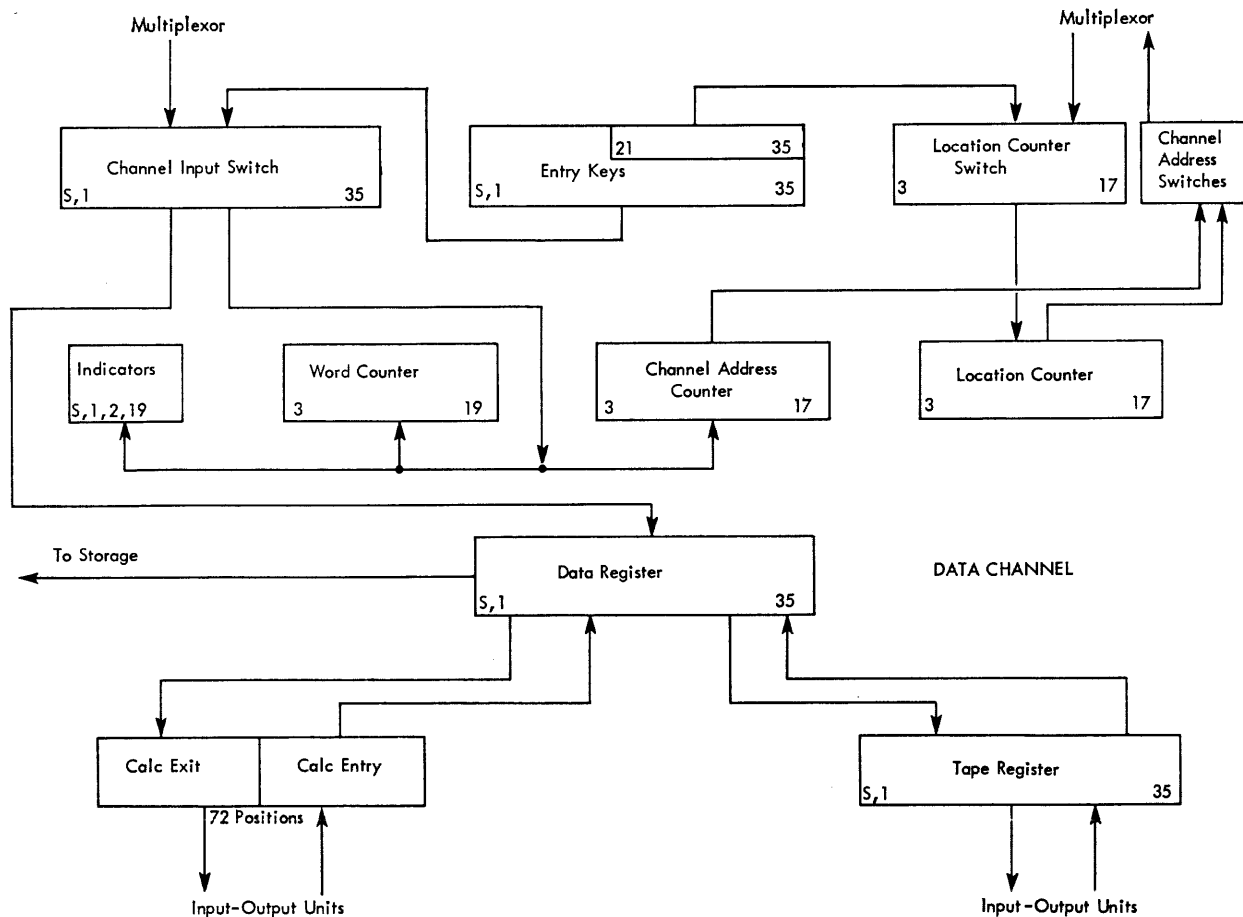 Multiplexor
Multiplexor
Channel Input Switch
S,1 35
21 35
Entry Keys
S,1 35
Location Counter
Switch
3 17
Channel
Address
Switches
Indicators
S,1,2,19
Word Counter
3 19
Channel Address
Counter
3 17
Location Counter
3 17
To Storage
Data Register
S,1 35
DATA CHANNEL
Calc Exit
Calc Entry
72 Positions
Input-Output Units
Tape Register
S,1 35
Input-Output Units